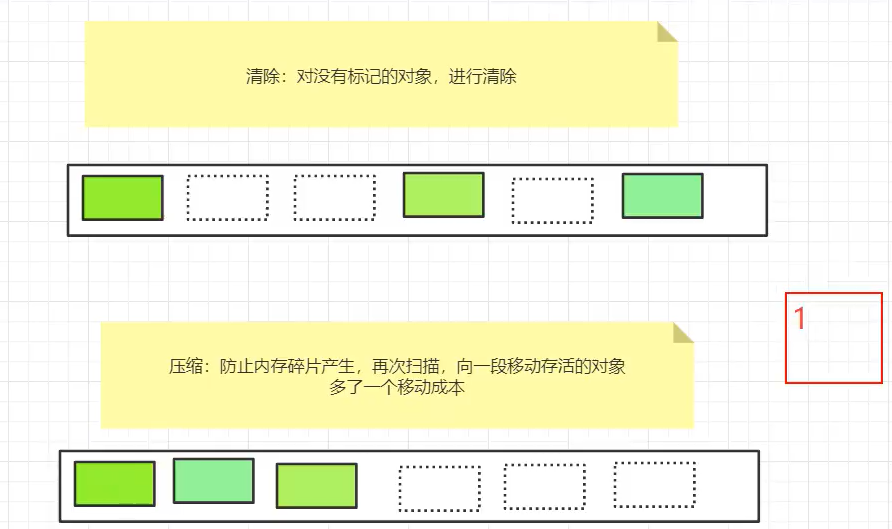 清除：对没有标记的对象，进行清除
1
压缩：防止内存碎片产生，再次扫描，向一段移动存活的对象
多了一个移动成本